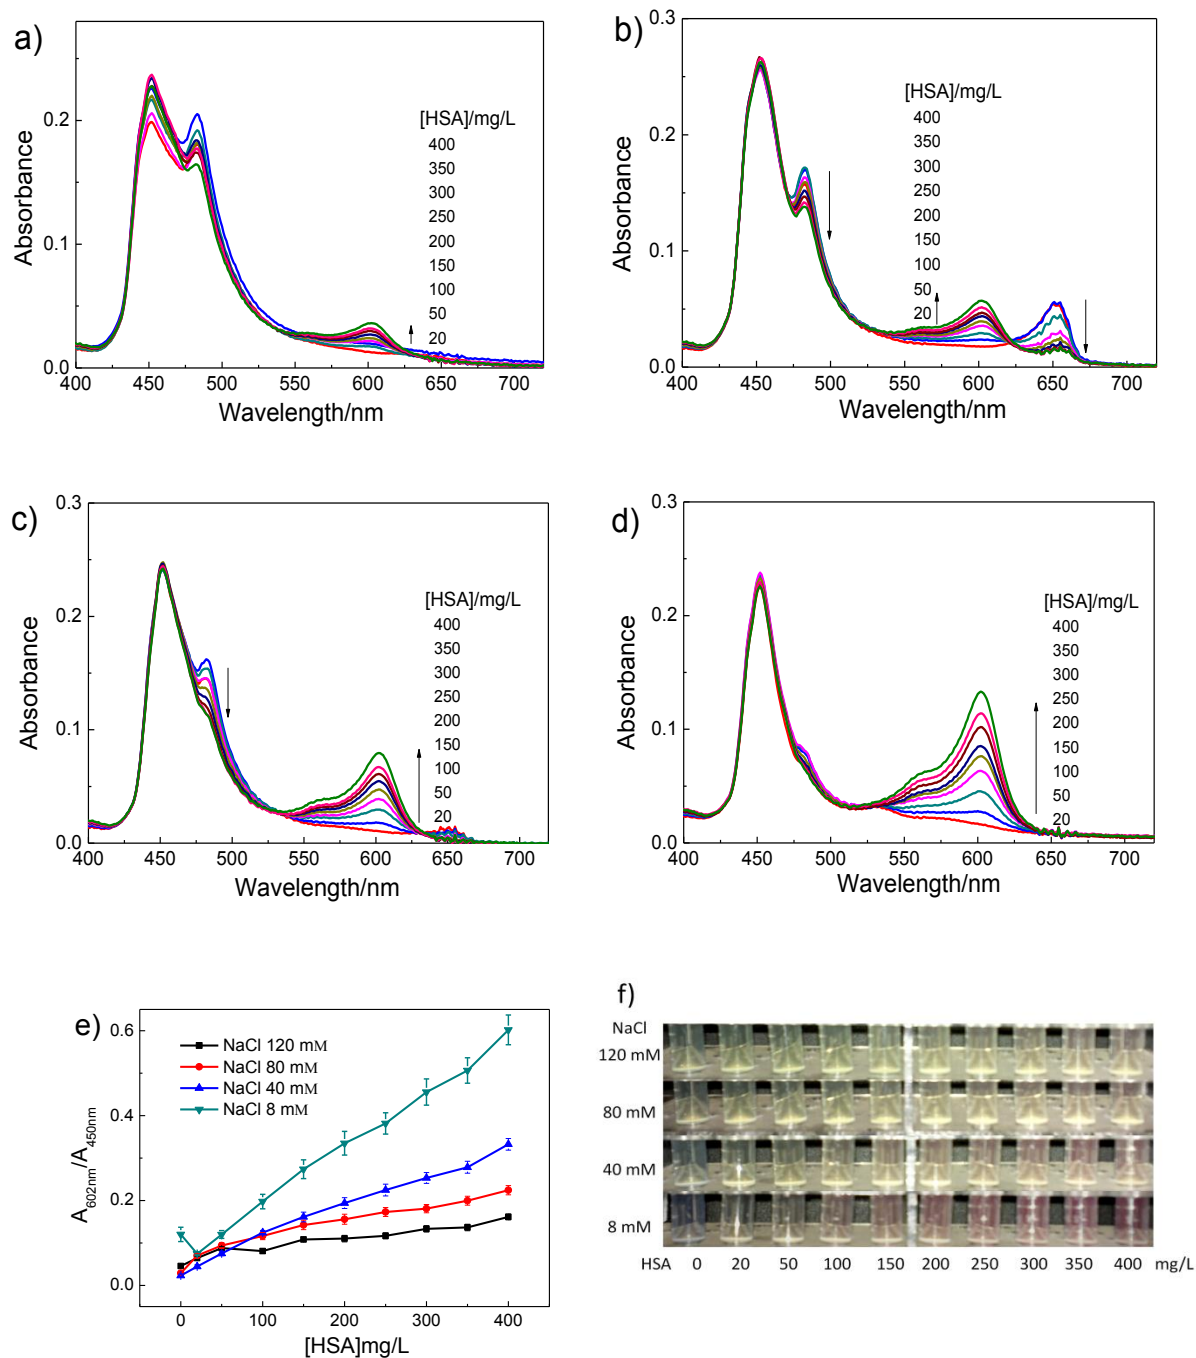 a)
Absorbance
0.2
0.1
0.0
400 450 500 550 600 650 700
Wavelength/nm
[HSA]/mg/L
400
350
300
250
200
150
100
50
20
b)
Absorbance
0.3
0.2
0.1
0.0
400 450 500 550 600 650 700
Wavelength/nm
[HSA]/mg/L
400
350
300
250
200
150
100
50
20
c)
Absorbance
0.3
0.2
0.1
0.0
400 450 500 550 600 650 700
Wavelength/nm
[HSA]/mg/L
400
350
300
250
200
150
100
50
20
d)
Absorbance
0.3
0.2
0.1
0.0
400 450 500 550 600 650 700
Wavelength/nm
[HSA]/mg/L
400
350
300
250
200
150
100
50
20
e)
A602nm/A450nm
0.6
0.4
0.2
0.0
NaCl 120 mM
NaCl 80 mM
NaCl 40 mM
NaCl 8 mM
0 100 200 300 400
[HSA]mg/L
f)
NaCl
120 mM
80 mM
40 mM
8 mM
HSA 0 20 50 100 150 200 250 300 350 400 mg/L